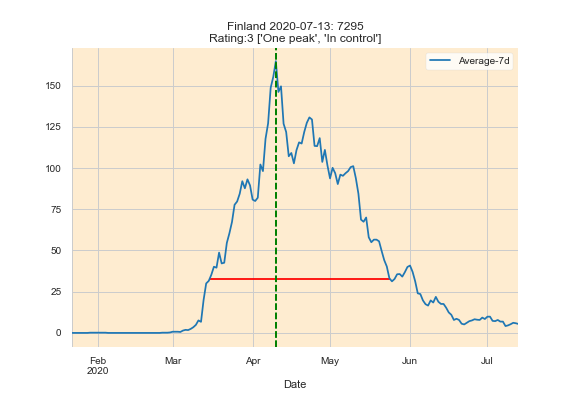 Finland 2020-07-13: 7295
Rating:3 ['One peak', 'In control']
Average-7d
150
125
100
75
50
25
0
Feb Mar Apr May Jun Jul
2020
Date